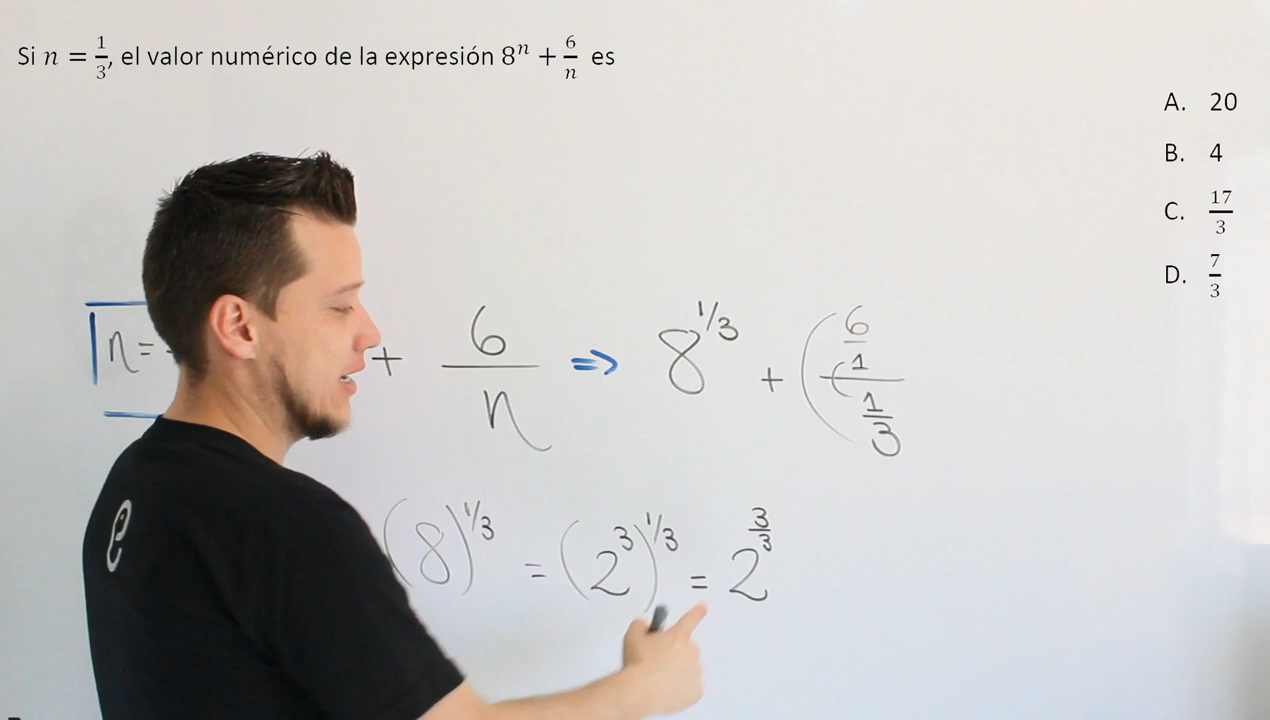 Si n = 1/3, el valor numérico de la expresión 8ⁿ + 6/n es
A. 20
B. 4
C. 17/3
D. 7/3
n= + 6/n ⇒ 8^1/3 + ((6/1)/(1/3)
(8)^1/3 = (2^3)^1/3 = 2^3/3
e